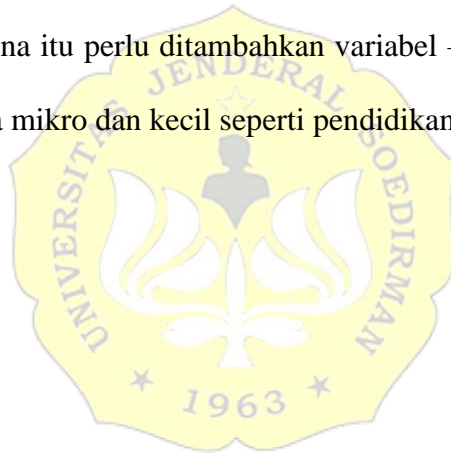 na itu perlu ditambahkan variabel –
mikro dan kecil seperti pendidikan
UNIVERSITAS JENDERAL SOEDIRMAN
★ 1963 ★